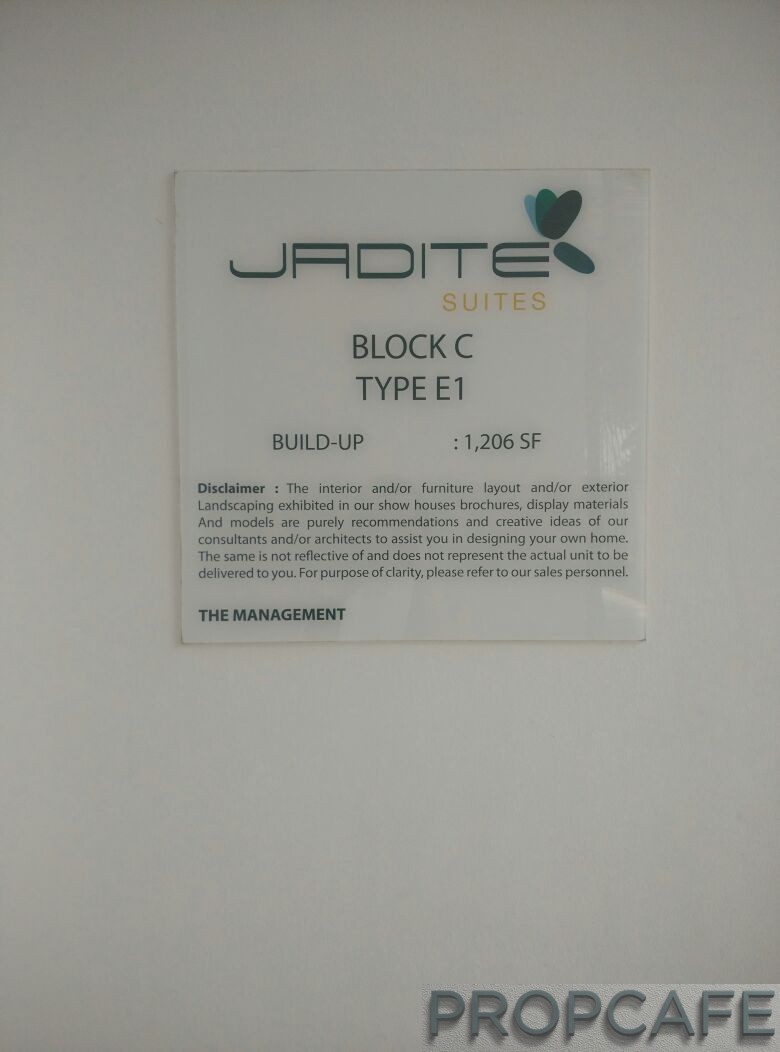 JADITE
SUITES
BLOCK C
TYPE E1
BUILD-UP : 1,206 SF
Disclaimer : The interior and/or furniture layout and/or exterior
Landscaping exhibited in our show houses brochures, display materials
And models are purely recommendations and creative ideas of our
consultants and/or architects to assist you in designing your own home.
The same is not reflective of and does not represent the actual unit to be
delivered to you. For purpose of clarity, please refer to our sales personnel.
THE MANAGEMENT
PROPCAFE